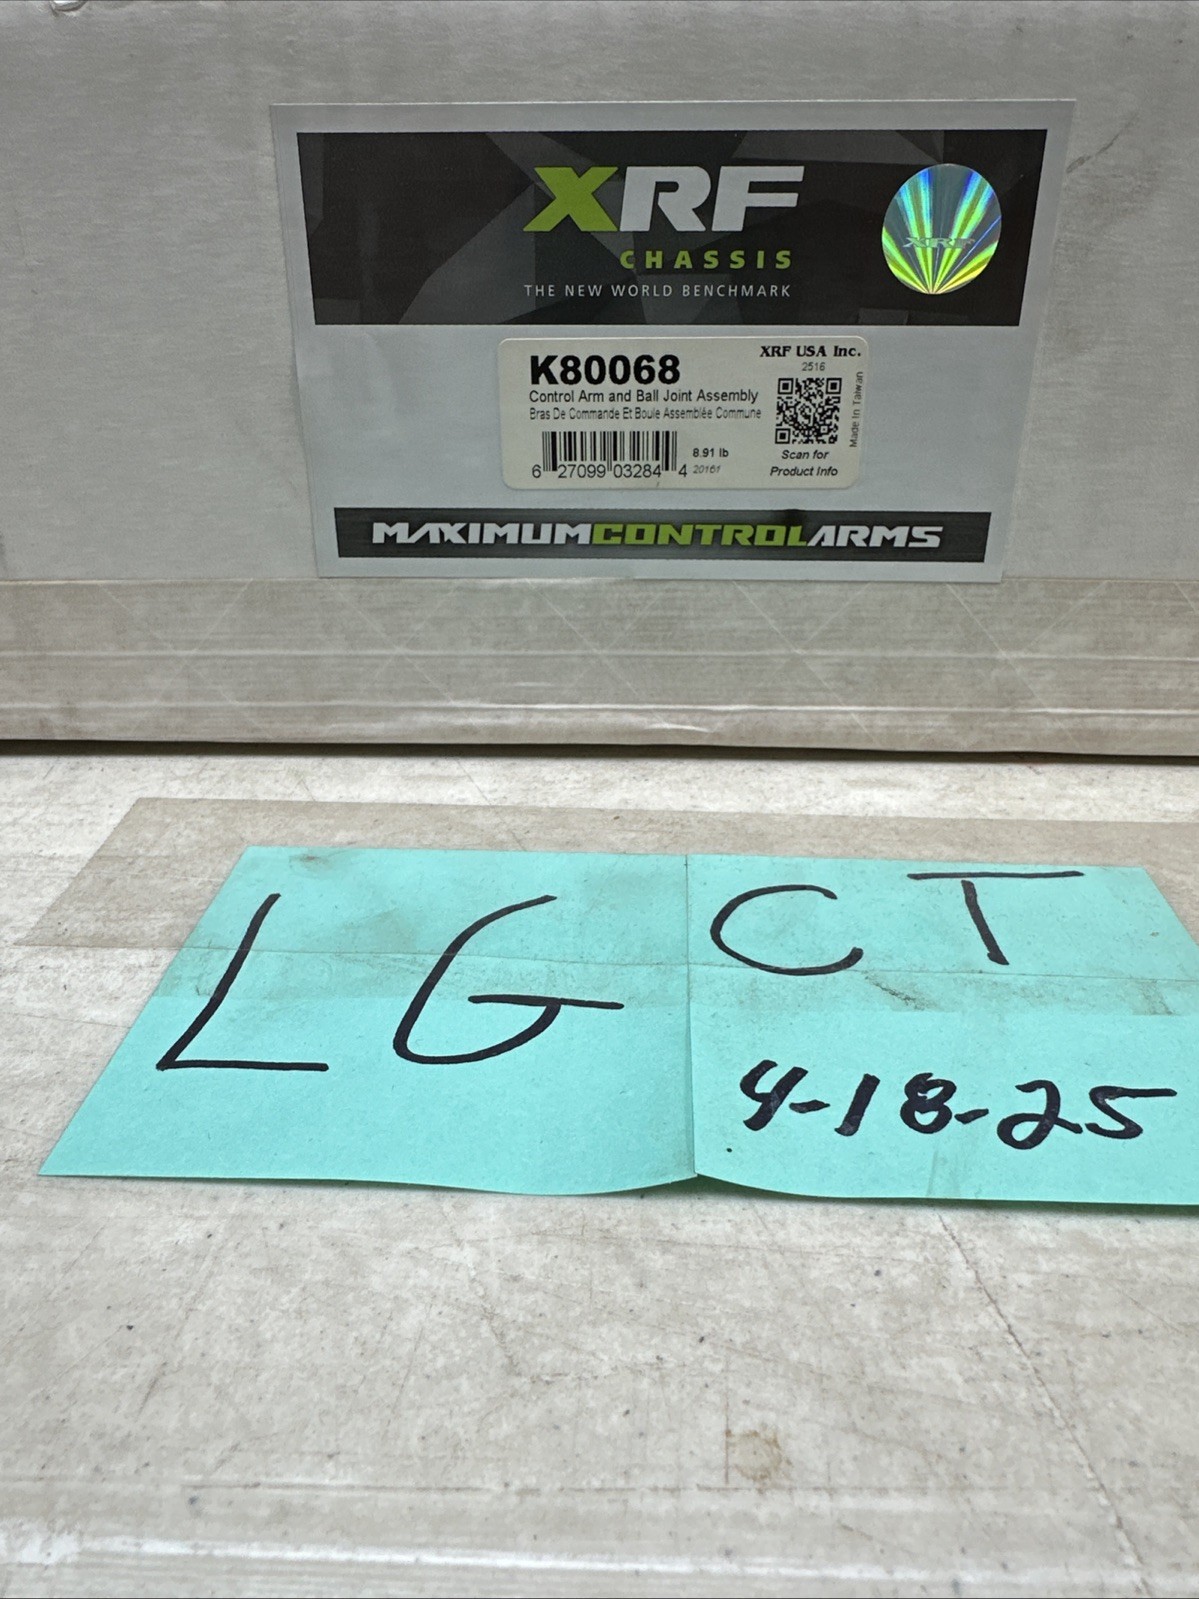 XRF
CHASSIS
THE NEW WORLD BENCHMARK
XRF
K80068
XRF USA Inc.
2516
Control Arm and Ball Joint Assembly
Bras De Commande Et Boule Assemblée Commune
Made In Taiwan
8.91 lb
Scan for
Product Info
6 27099 03284 4
2016f
MAXIMUMCONTROLARMS
LG CT
4-18-25